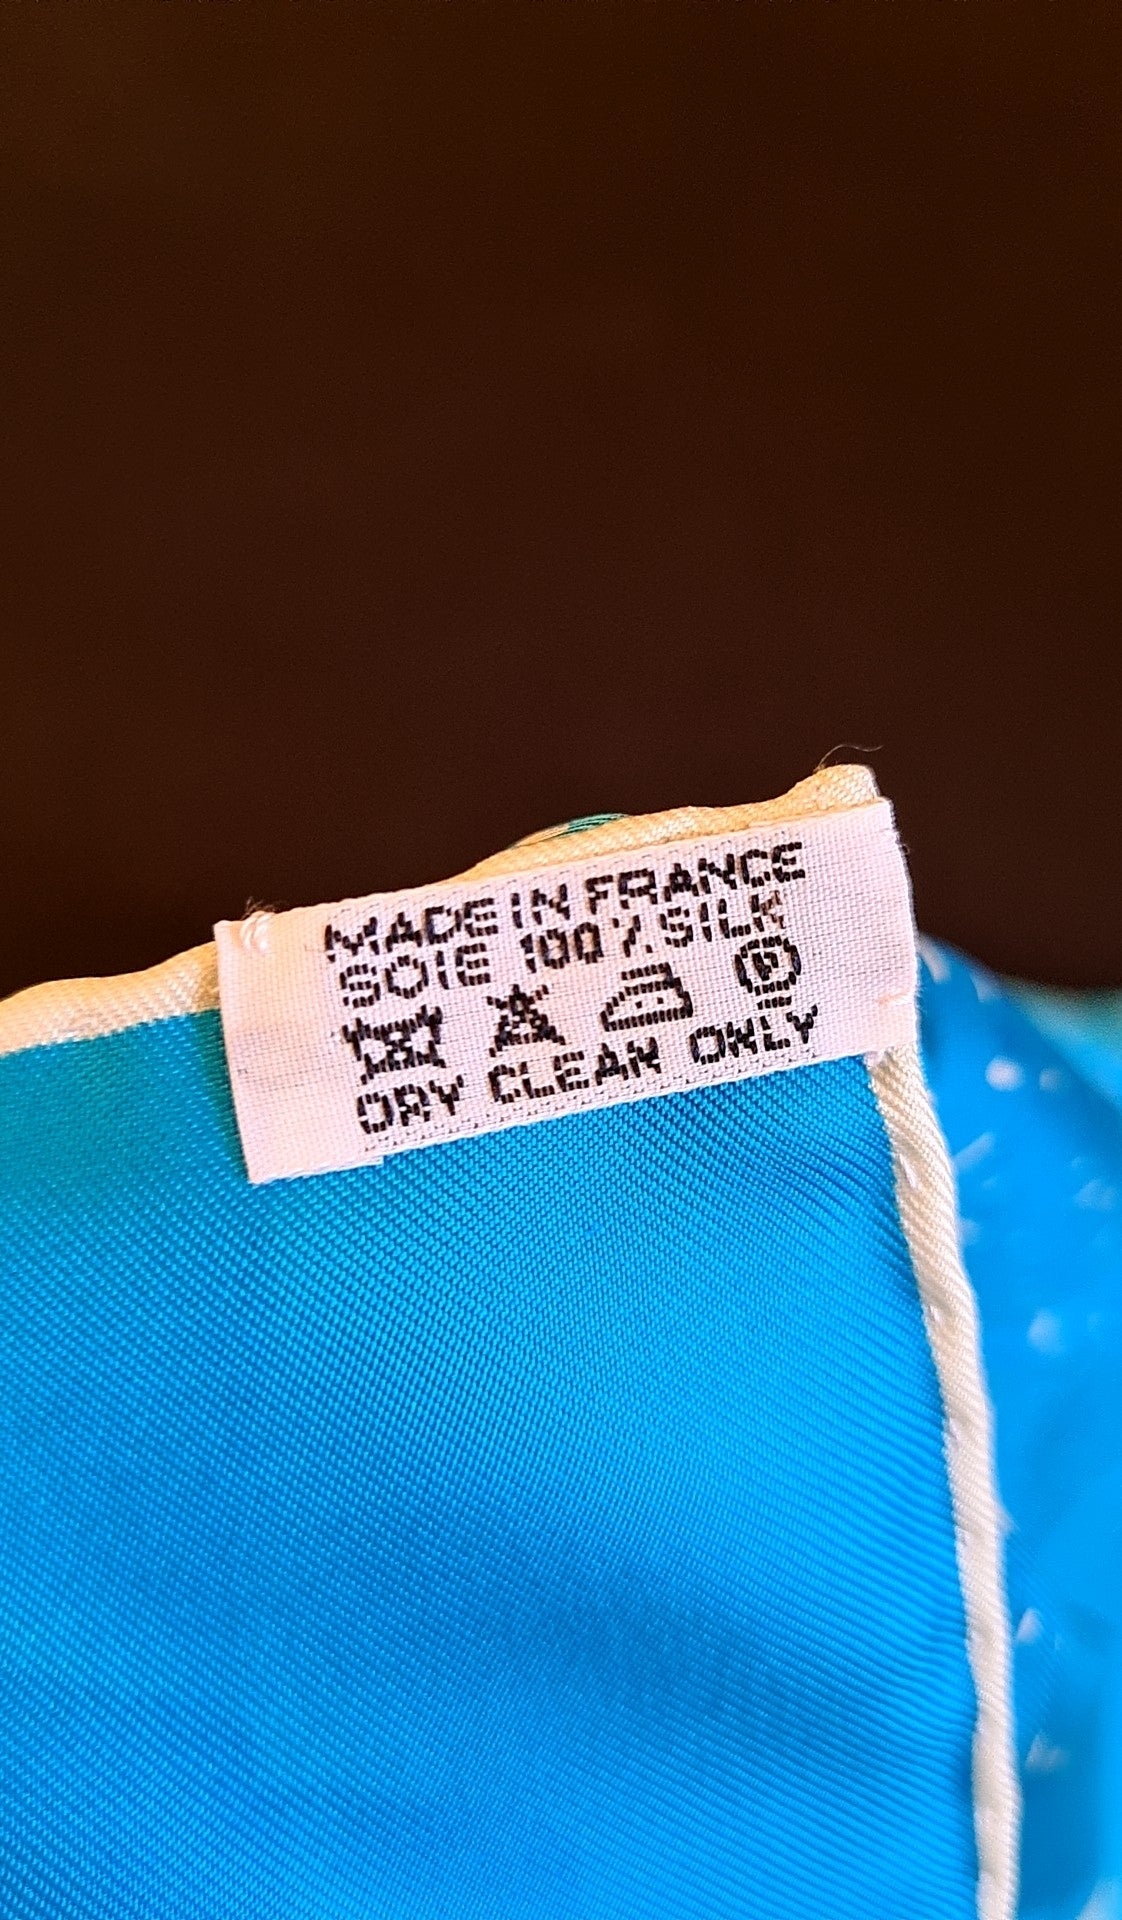 MADE IN FRANCE
SOIE 100% SILK
P
DRY CLEAN ONLY